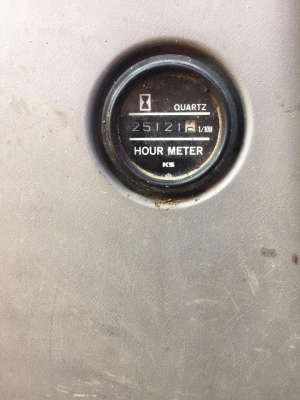 QUARTZ
25121 1/10H
HOUR METER
KS